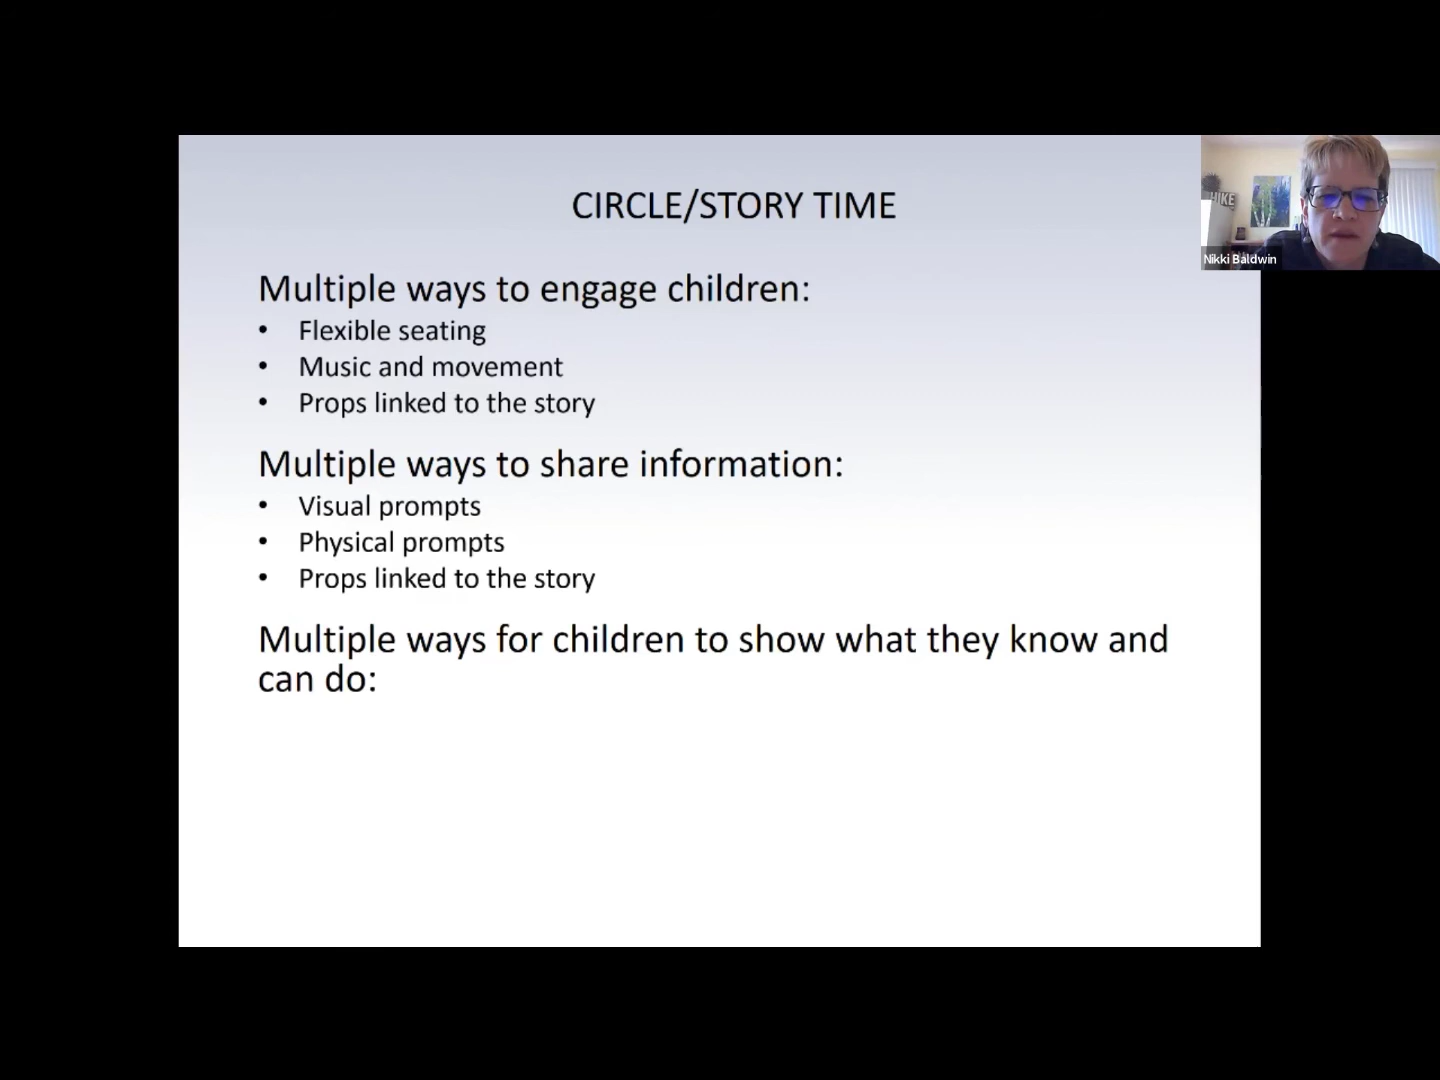 CIRCLE/STORY TIME
HIKE
Nikki Baldwin
Multiple ways to engage children:
• Flexible seating
• Music and movement
• Props linked to the story
Multiple ways to share information:
• Visual prompts
• Physical prompts
• Props linked to the story
Multiple ways for children to show what they know and
can do: